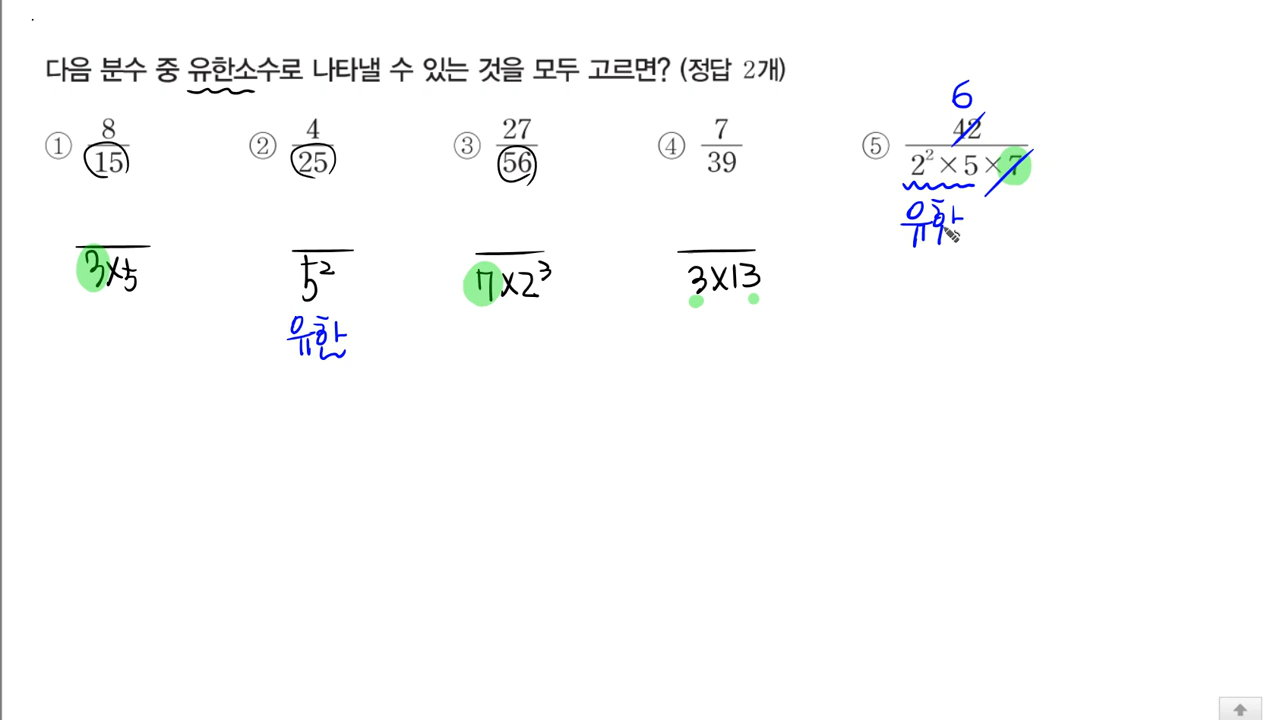 다음 분수 중 유한소수로 나타낼 수 있는 것을 모두 고르면? (정답 2개)
6
① 8/15 ② 4/25 ③ 27/56 ④ 7/39 ⑤ 42/(2² × 5 × 7)
3×5 5² 7×2³ 3×13
유한
유한